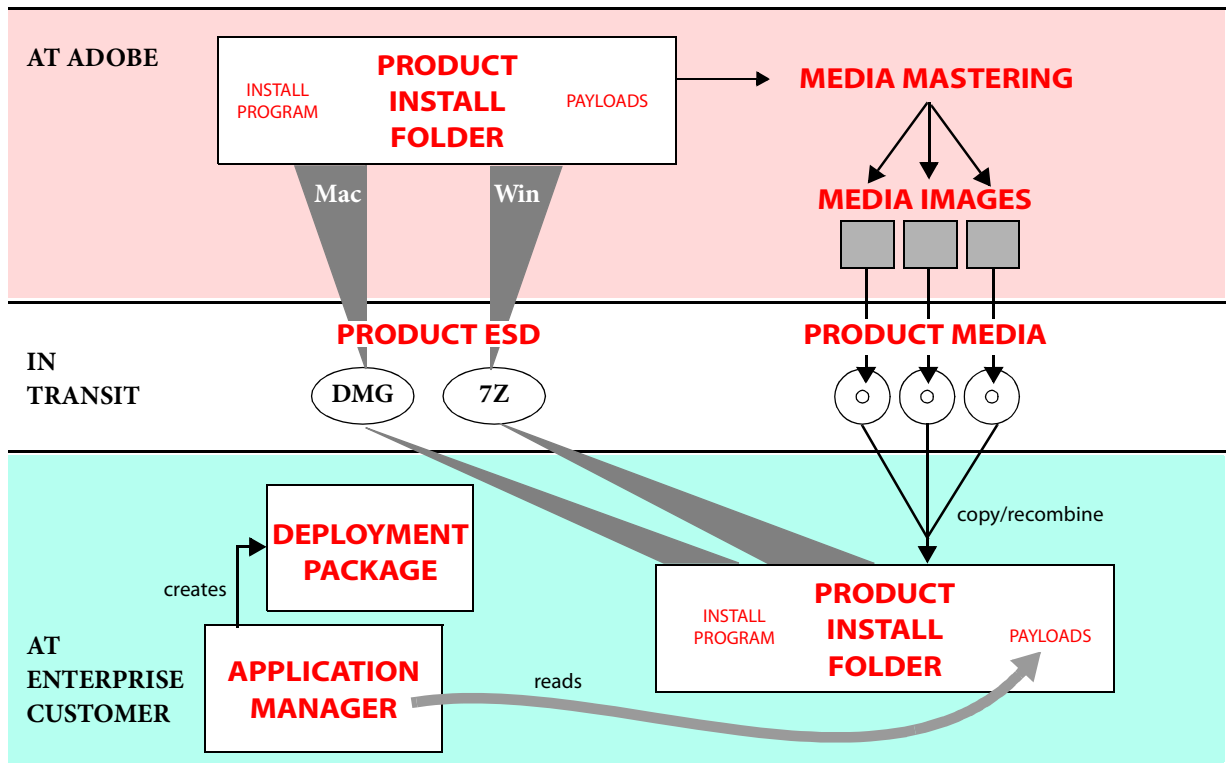 AT ADOBE
INSTALL
PROGRAM
PRODUCT
INSTALL
FOLDER
PAYLOADS
MEDIA MASTERING
Mac
Win
MEDIA IMAGES
IN
TRANSIT
PRODUCT ESD
PRODUCT MEDIA
DMG
7Z
AT
ENTERPRISE
CUSTOMER
DEPLOYMENT
PACKAGE
creates
APPLICATION
MANAGER
reads
copy/recombine
INSTALL
PROGRAM
PRODUCT
INSTALL
FOLDER
PAYLOADS